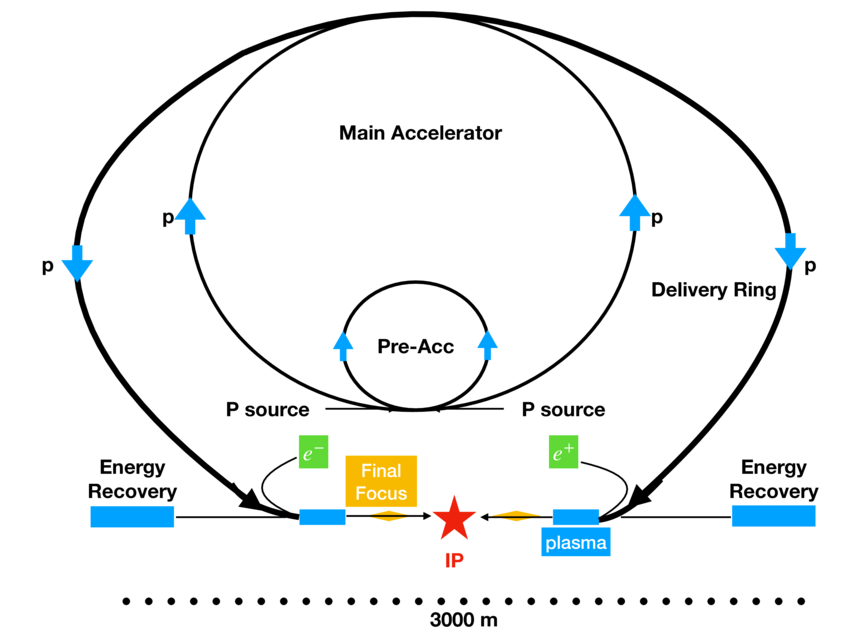 Main Accelerator
p
p
p
p
Delivery Ring
Pre-Acc
P source
P source
e⁻
e⁺
Energy
Recovery
Final
Focus
Energy
Recovery
plasma
IP
3000 m